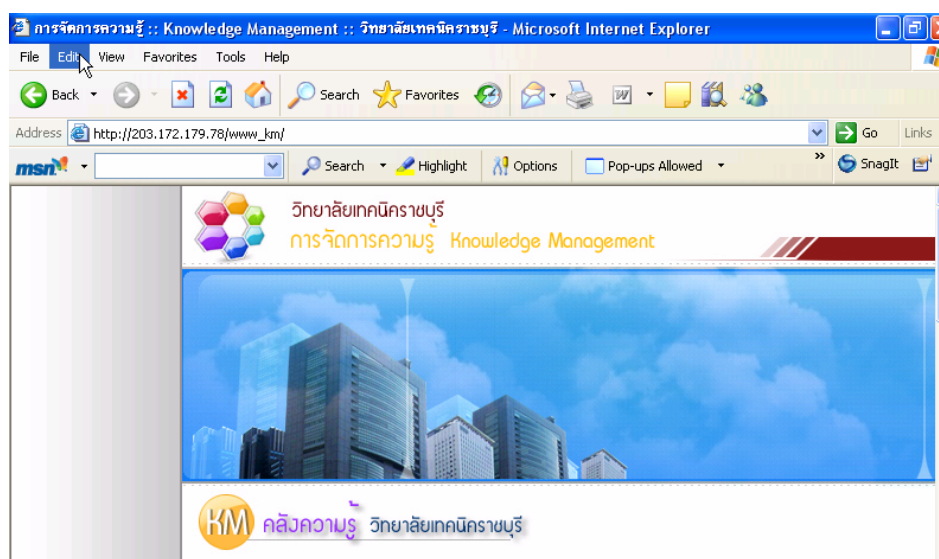 การจัดการความรู้ :: Knowledge Management :: วิทยาลัยเทคนิคราชบุรี - Microsoft Internet Explorer
File Edit View Favorites Tools Help
Back Search Favorites
Address http://203.172.179.78/www_km/ Go Links
msn Search Highlight Options Pop-ups Allowed » SnagIt
วิทยาลัยเทคนิคราชบุรี
การจัดการความรู้ Knowledge Management
KM คลังความรู้ วิทยาลัยเทคนิคราชบุรี